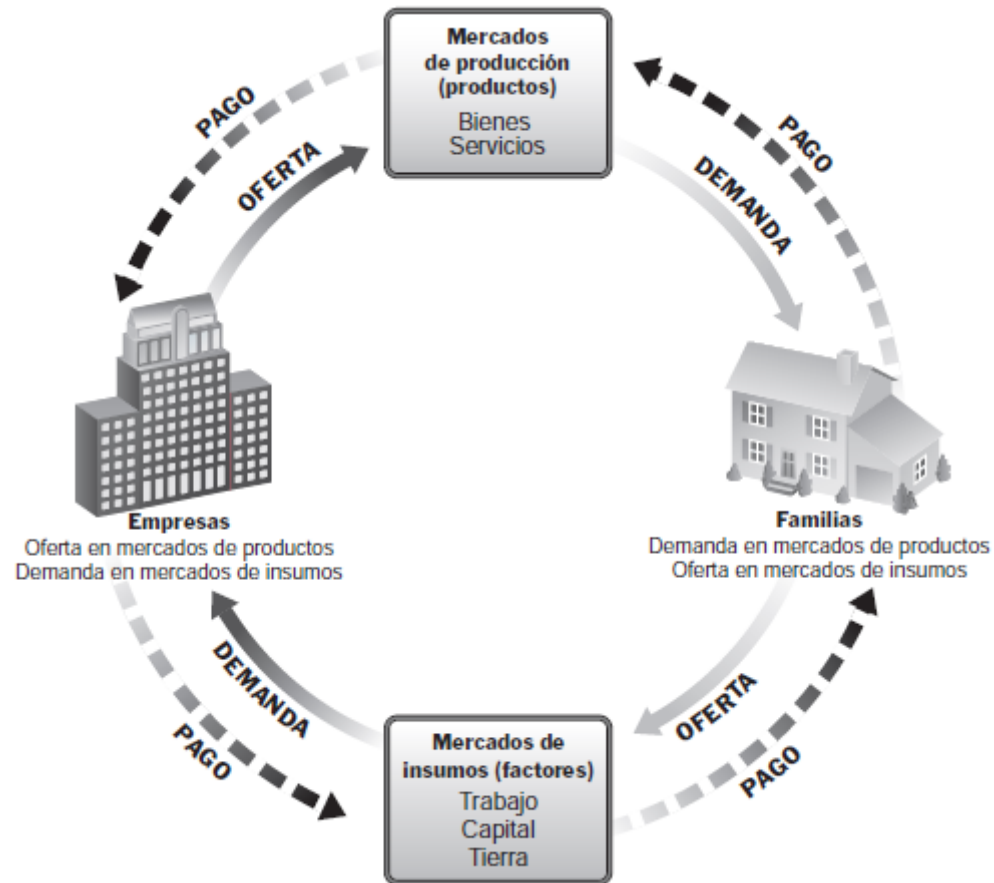 Mercados
de producción
(productos)
Bienes
Servicios
PAGO
OFERTA
PAGO
DEMANDA
Empresas
Oferta en mercados de productos
Demanda en mercados de insumos
Familias
Demanda en mercados de productos
Oferta en mercados de insumos
DEMANDA
PAGO
OFERTA
PAGO
Mercados de
insumos (factores)
Trabajo
Capital
Tierra